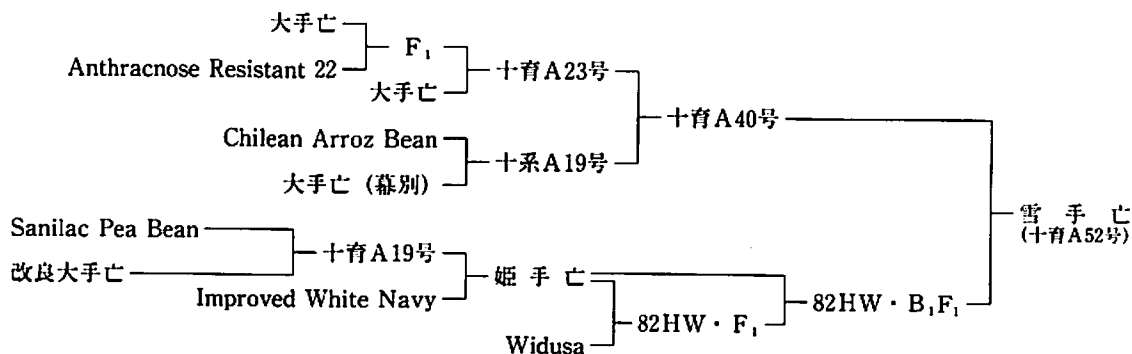 大手亡
F₁
Anthracnose Resistant 22
十育A23号
大手亡
十育A40号
Chilean Arroz Bean
十系A19号
大手亡（幕別）
雪手亡
（十育A52号）
Sanilac Pea Bean
十育A19号
改良大手亡
姫手亡
Improved White Navy
82HW・B₁F₁
82HW・F₁
Widusa